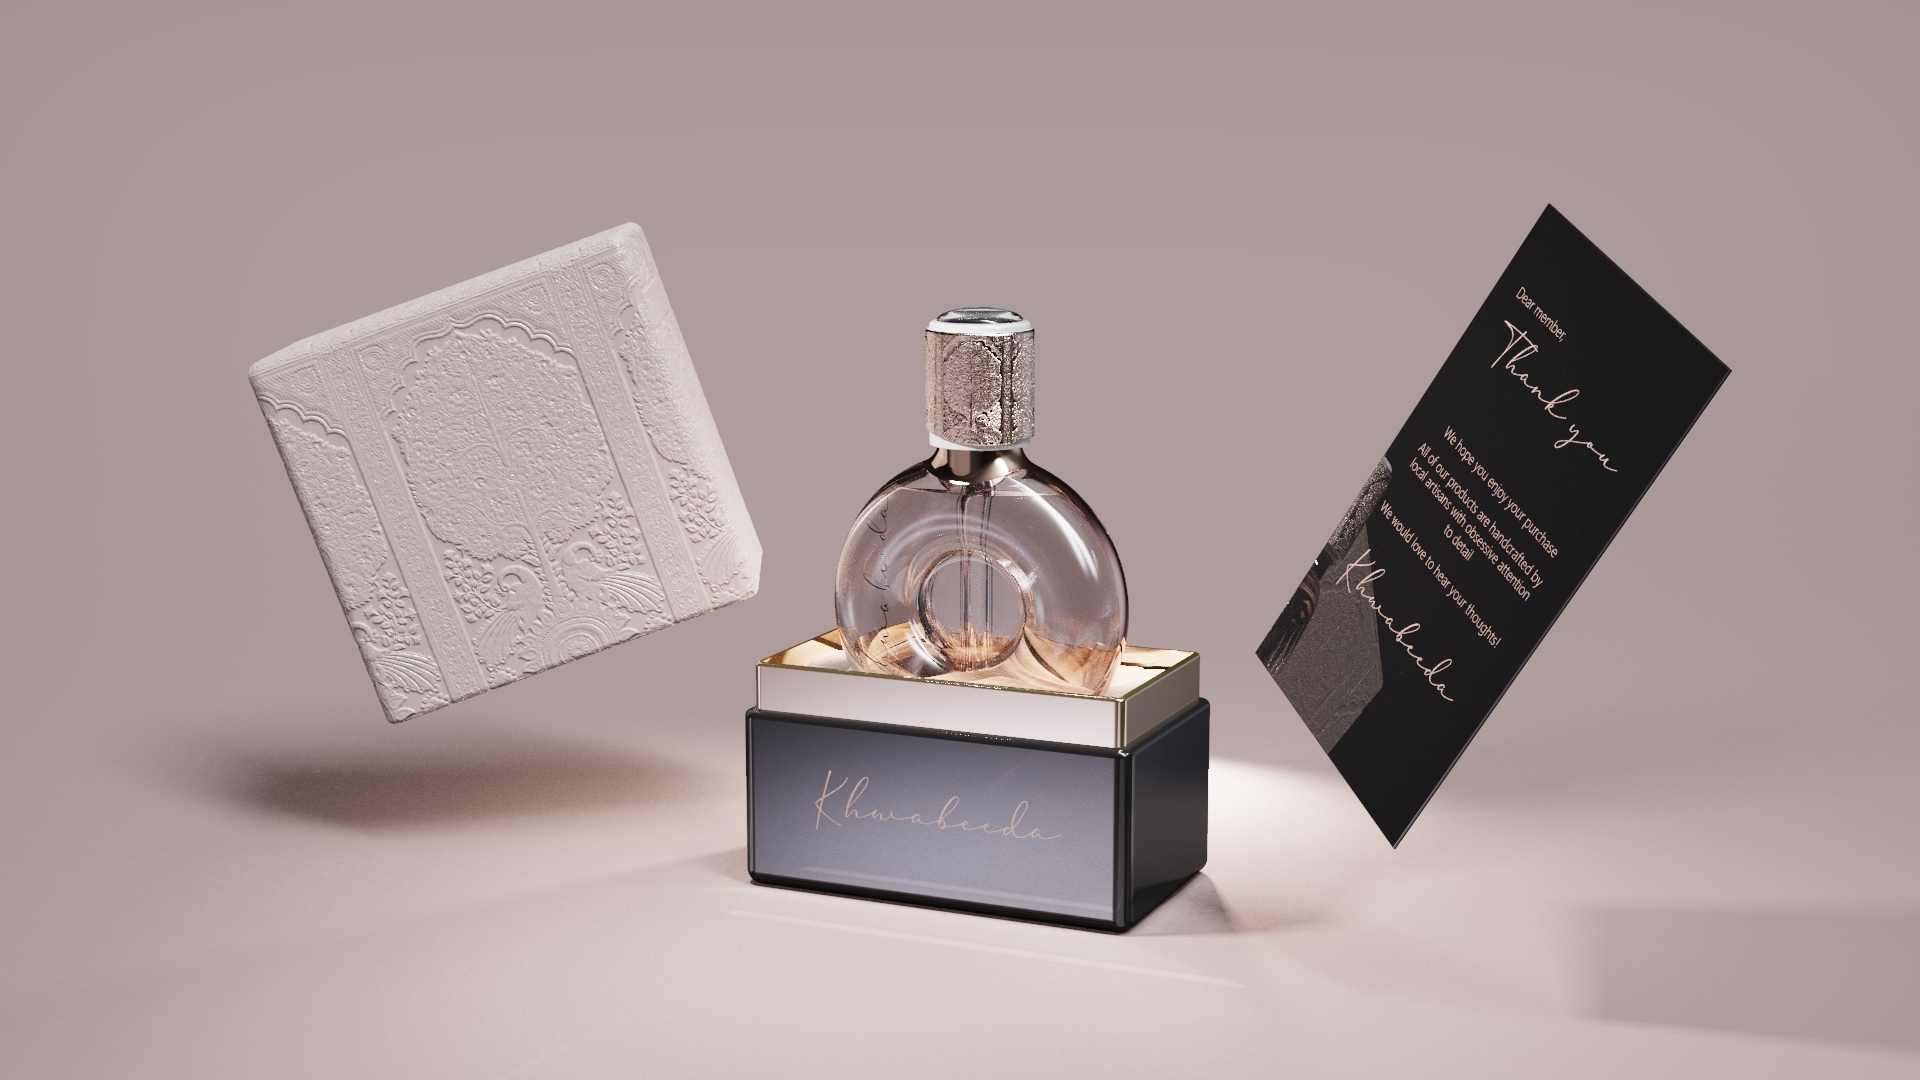 Khwabeeda
Khwabeeda
Dear member,
Thank you
We hope you enjoy your purchase
All of our products are handcrafted by
local artisans with obsessive attention
to detail
We would love to hear your thoughts!
Khwabeeda